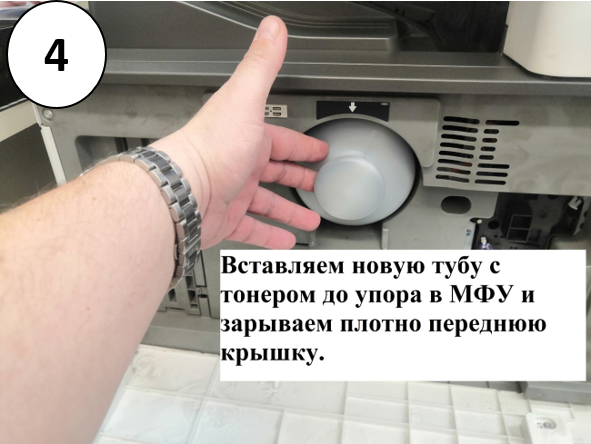 4
Вставляем новую тубу с
тонером до упора в МФУ и
зарываем плотно переднюю
крышку.